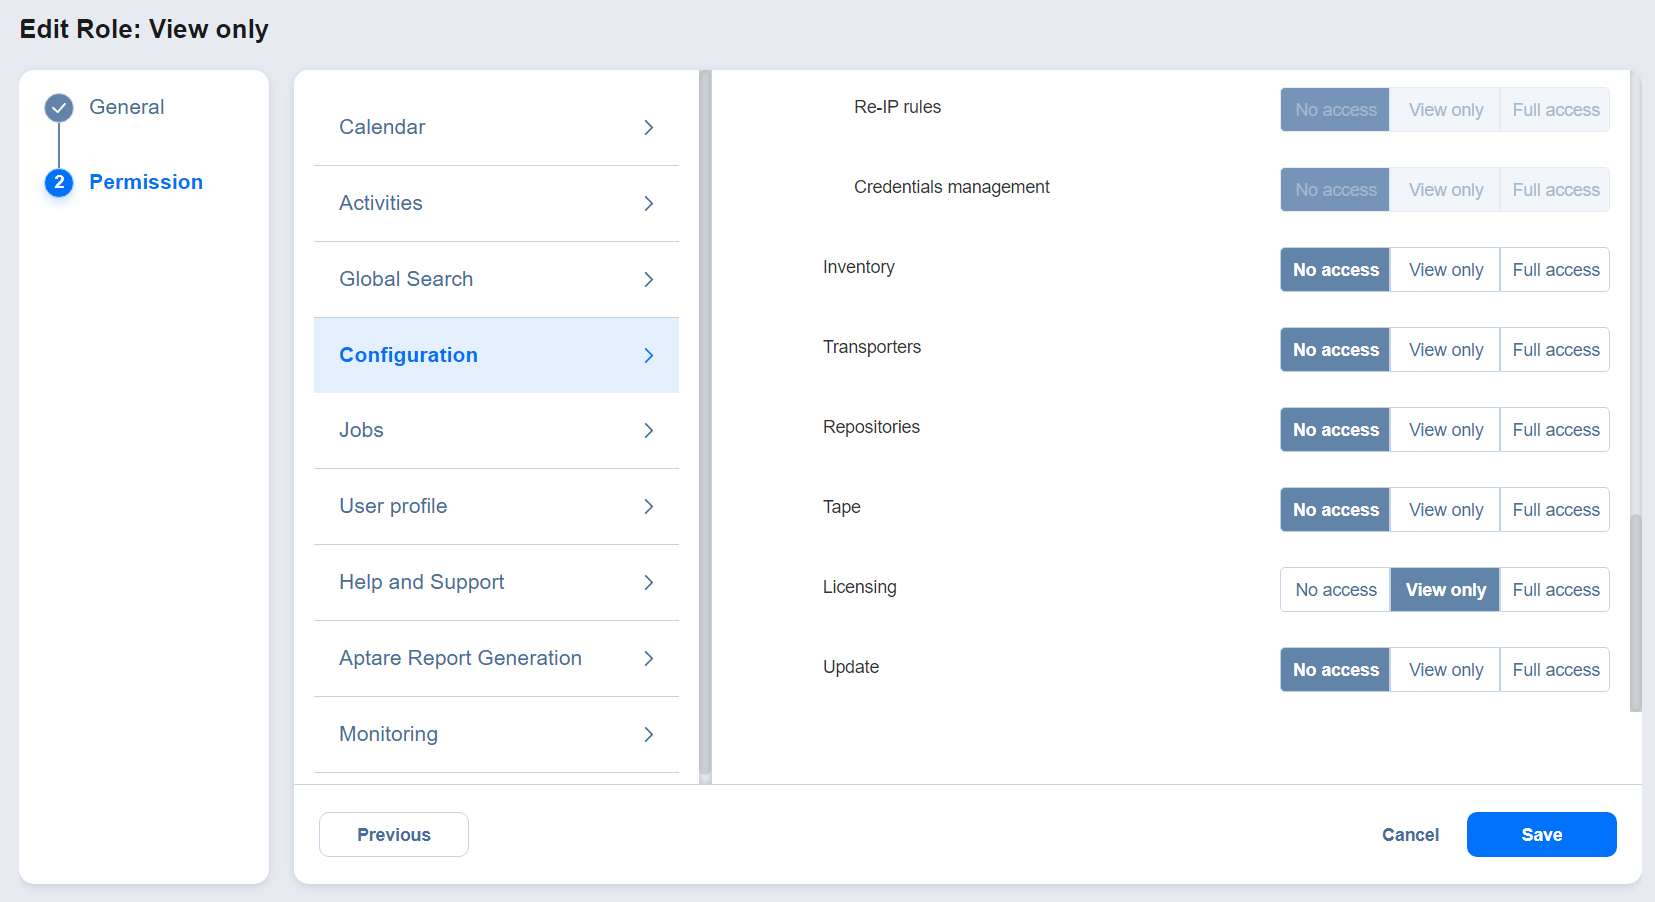 Edit Role: View only
General
2 Permission
Calendar
Activities
Global Search
Configuration
Jobs
User profile
Help and Support
Aptare Report Generation
Monitoring
Re-IP rules No access View only Full access
Credentials management No access View only Full access
Inventory No access View only Full access
Transporters No access View only Full access
Repositories No access View only Full access
Tape No access View only Full access
Licensing No access View only Full access
Update No access View only Full access
Previous Cancel Save